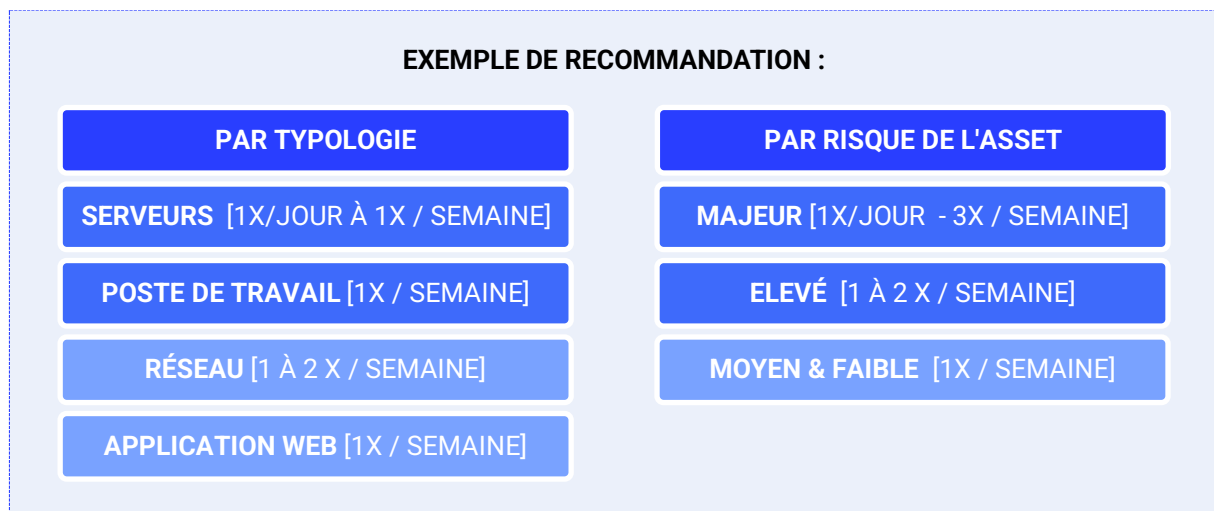 EXEMPLE DE RECOMMANDATION :
PAR TYPOLOGIE
SERVEURS [1X/JOUR À 1X / SEMAINE]
POSTE DE TRAVAIL [1X / SEMAINE]
RÉSEAU [1 À 2 X / SEMAINE]
APPLICATION WEB [1X / SEMAINE]
PAR RISQUE DE L'ASSET
MAJEUR [1X/JOUR - 3X / SEMAINE]
ELEVÉ [1 À 2 X / SEMAINE]
MOYEN & FAIBLE [1X / SEMAINE]